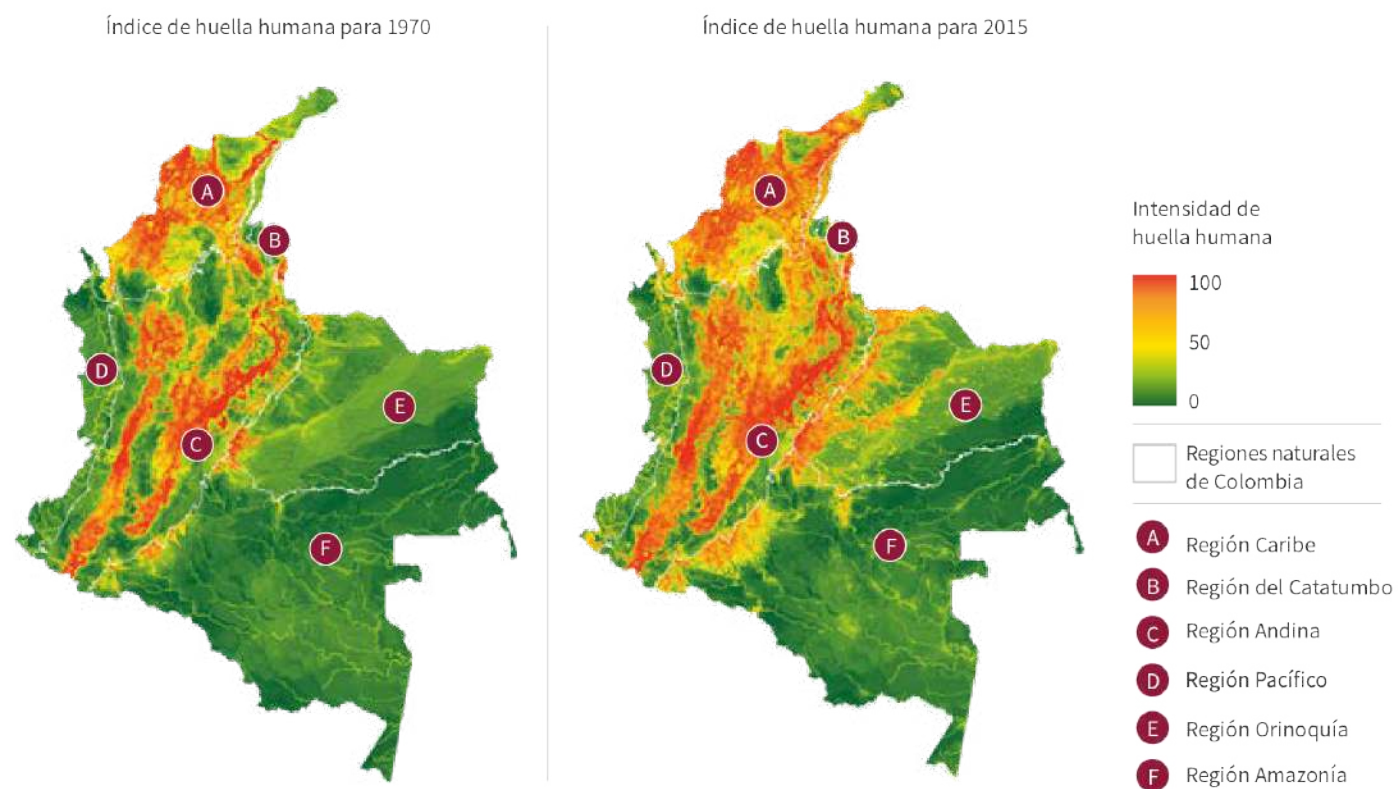 Índice de huella humana para 1970
Índice de huella humana para 2015
A
B
C
D
E
F
A
B
C
D
E
F
Intensidad de
huella humana
100
50
0
Regiones naturales
de Colombia
A Región Caribe
B Región del Catatumbo
C Región Andina
D Región Pacífico
E Región Orinoquía
F Región Amazonía